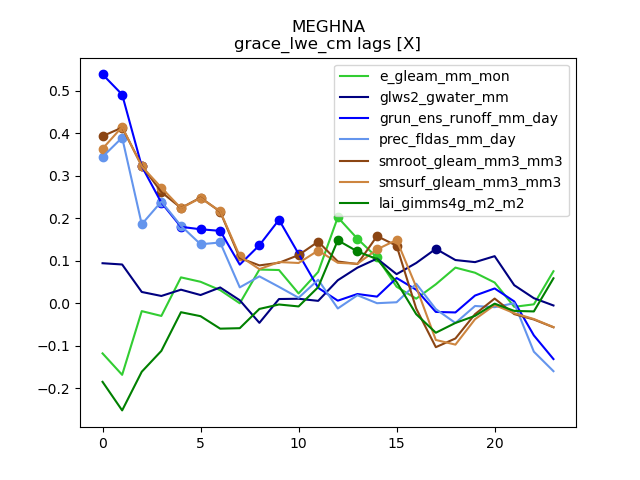 MEGHNA
grace_lwe_cm lags [X]
e_gleam_mm_mon
glws2_gwater_mm
grun_ens_runoff_mm_day
prec_fldas_mm_day
smroot_gleam_mm3_mm3
smsurf_gleam_mm3_mm3
lai_gimms4g_m2_m2
0.5
0.4
0.3
0.2
0.1
0.0
−0.1
−0.2
0
5
10
15
20